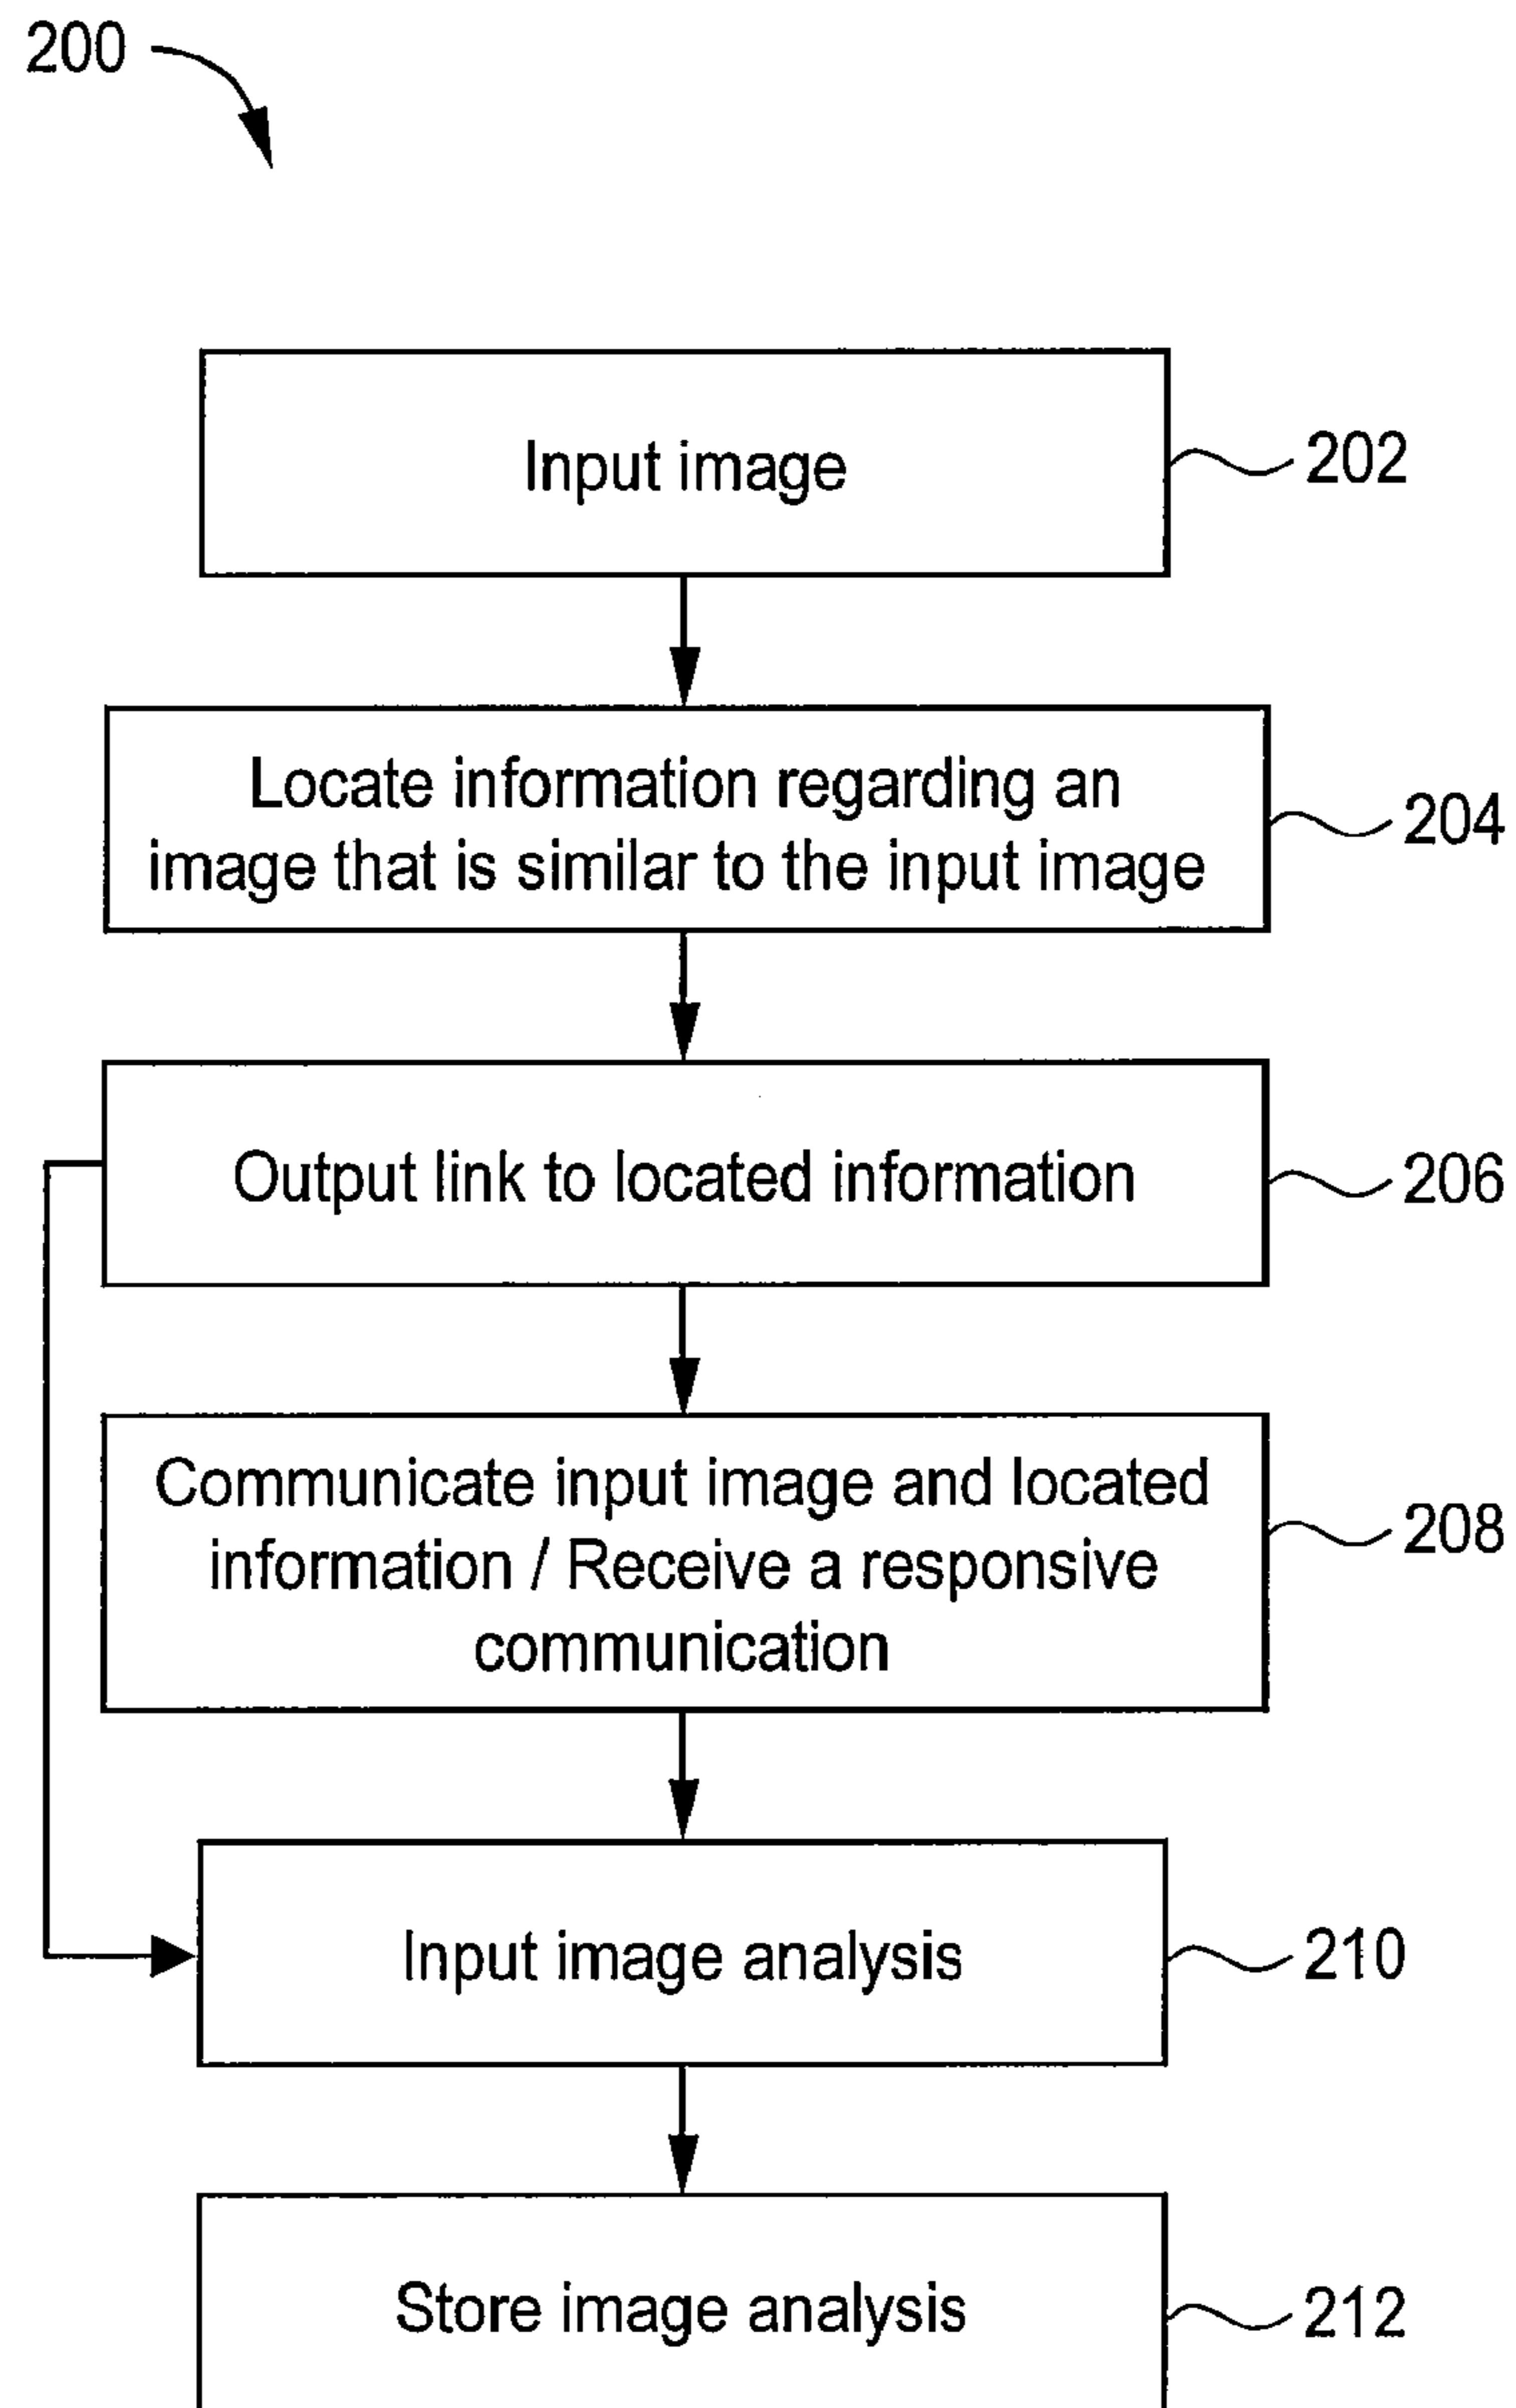 200
Input image
202
Locate information regarding an
image that is similar to the input image
204
Output link to located information
206
Communicate input image and located
information / Receive a responsive
communication
208
Input image analysis
210
Store image analysis
212